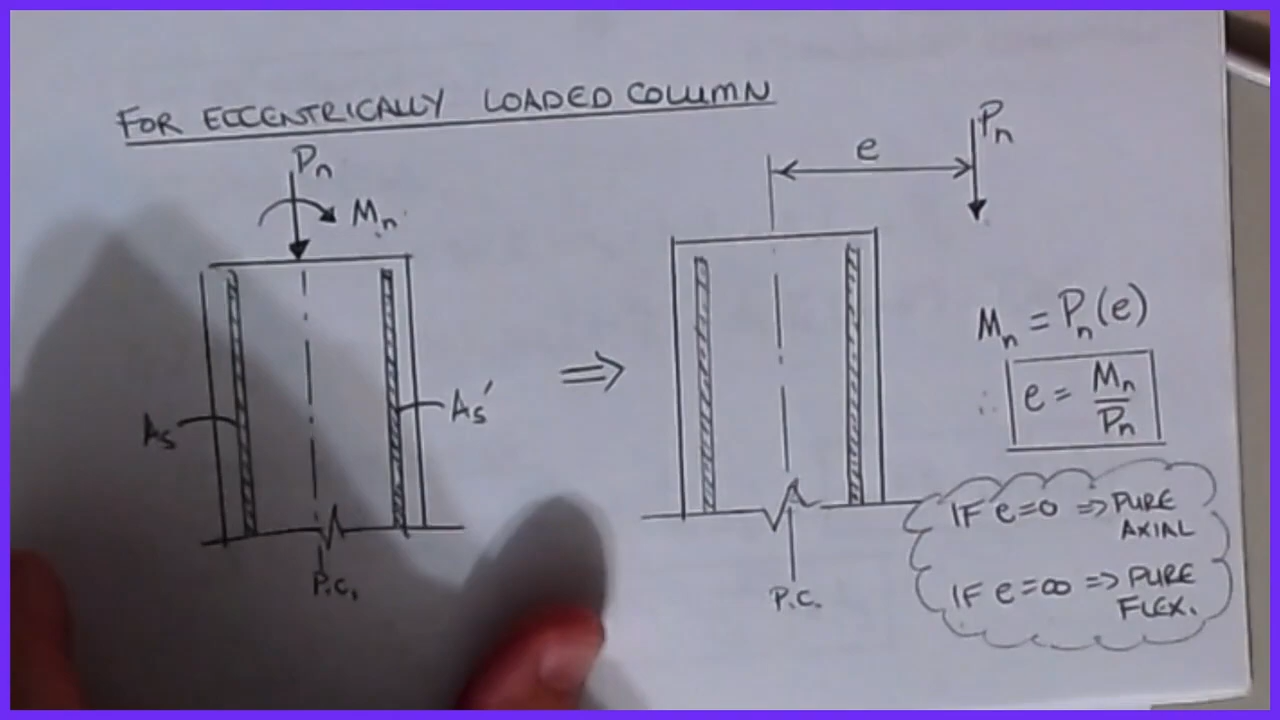 FOR ECCENTRICALLY LOADED COLUMN
Pn
Mn
As
As'
P.C.
⇒
e
Pn
P.C.
Mn = Pn(e)
∴ e = Mn/Pn
IF e=0 ⇒ PURE
AXIAL
IF e=∞ ⇒ PURE
FLEX.